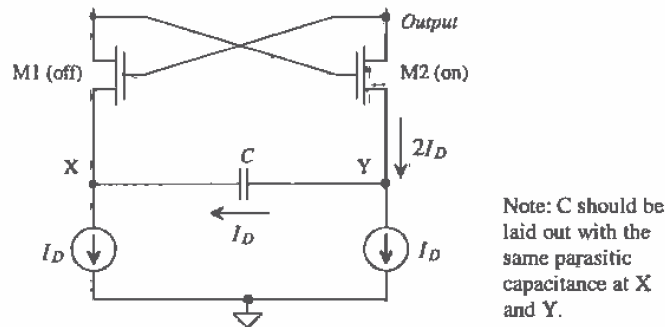 Output
M1 (off)
M2 (on)
X
C
Y
2I_D
I_D
I_D
I_D
Note: C should be
laid out with the
same parasitic
capacitance at X
and Y.